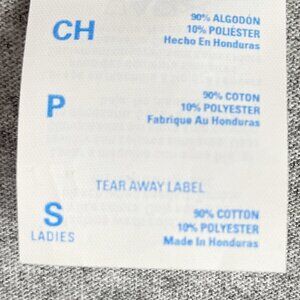 CH
90% ALGODÓN
10% POLIÉSTER
Hecho En Honduras
P
90% COTON
10% POLYESTER
Fabrique Au Honduras
TEAR AWAY LABEL
S
LADIES
90% COTTON
10% POLYESTER
Made In Honduras